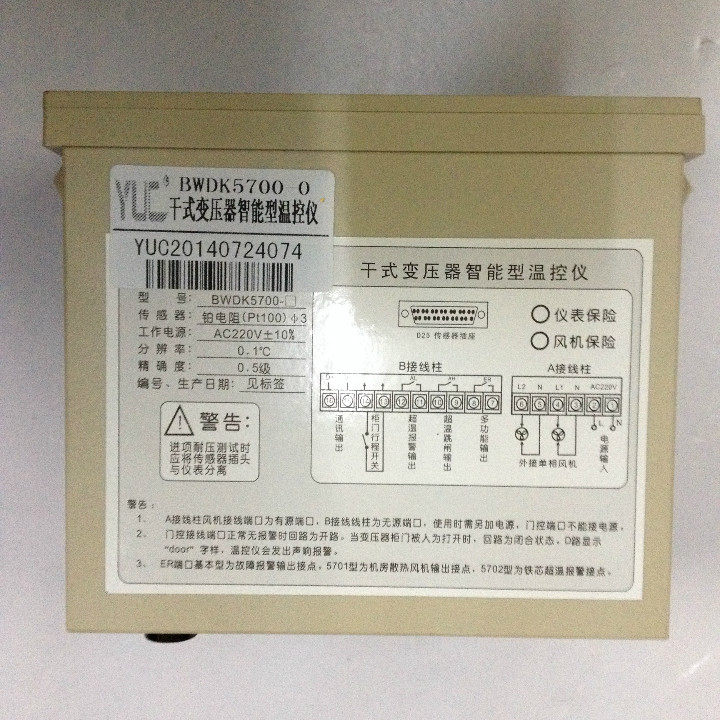 YUC® BWDK5700-0
干式变压器智能型温控仪
YUC20140724074
干式变压器智能型温控仪
型 号: BWDK5700-□
传感器: 铂电阻(Pt100)Φ3
工作电源: AC220V±10%
分辨率: 0.1℃
精确度: 0.5级
编号、生产日期: 见标签
D25 传感器插座
仪表保险
风机保险
B接线柱
A接线柱
AL AH ER
L2 N L1 N AC220V
L N
通讯输出
柜门行程开关
超温报警输出
超温跳闸输出
多功能输出
外接单相风机
电源输入
警告:
进项耐压测试时
应将传感器插头
与仪表分离
警告:
1、 A接线柱风机接线端口为有源端口,B接线柱为无源端口,使用时需另加电源,门控端口不能接电源。
2、 门控接线端口正常无报警时回路为开路。当变压器柜门被人为打开时、回路为闭合状态。D路显示
"door"字样,温控仪会发出声响报警。
3、 ER端口基本型为故障报警输出接点,5701型为机房散热风机输出接点,5702型为铁芯超温报警接点。